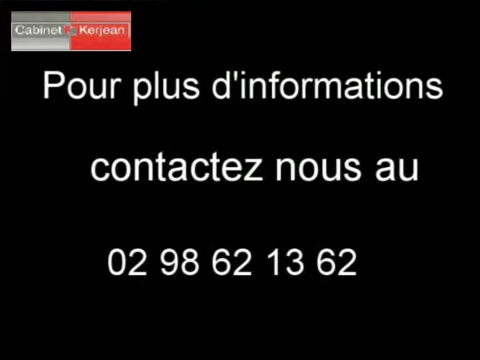 Cabinet Kerjean
Pour plus d'informations
contactez nous au
02 98 62 13 62